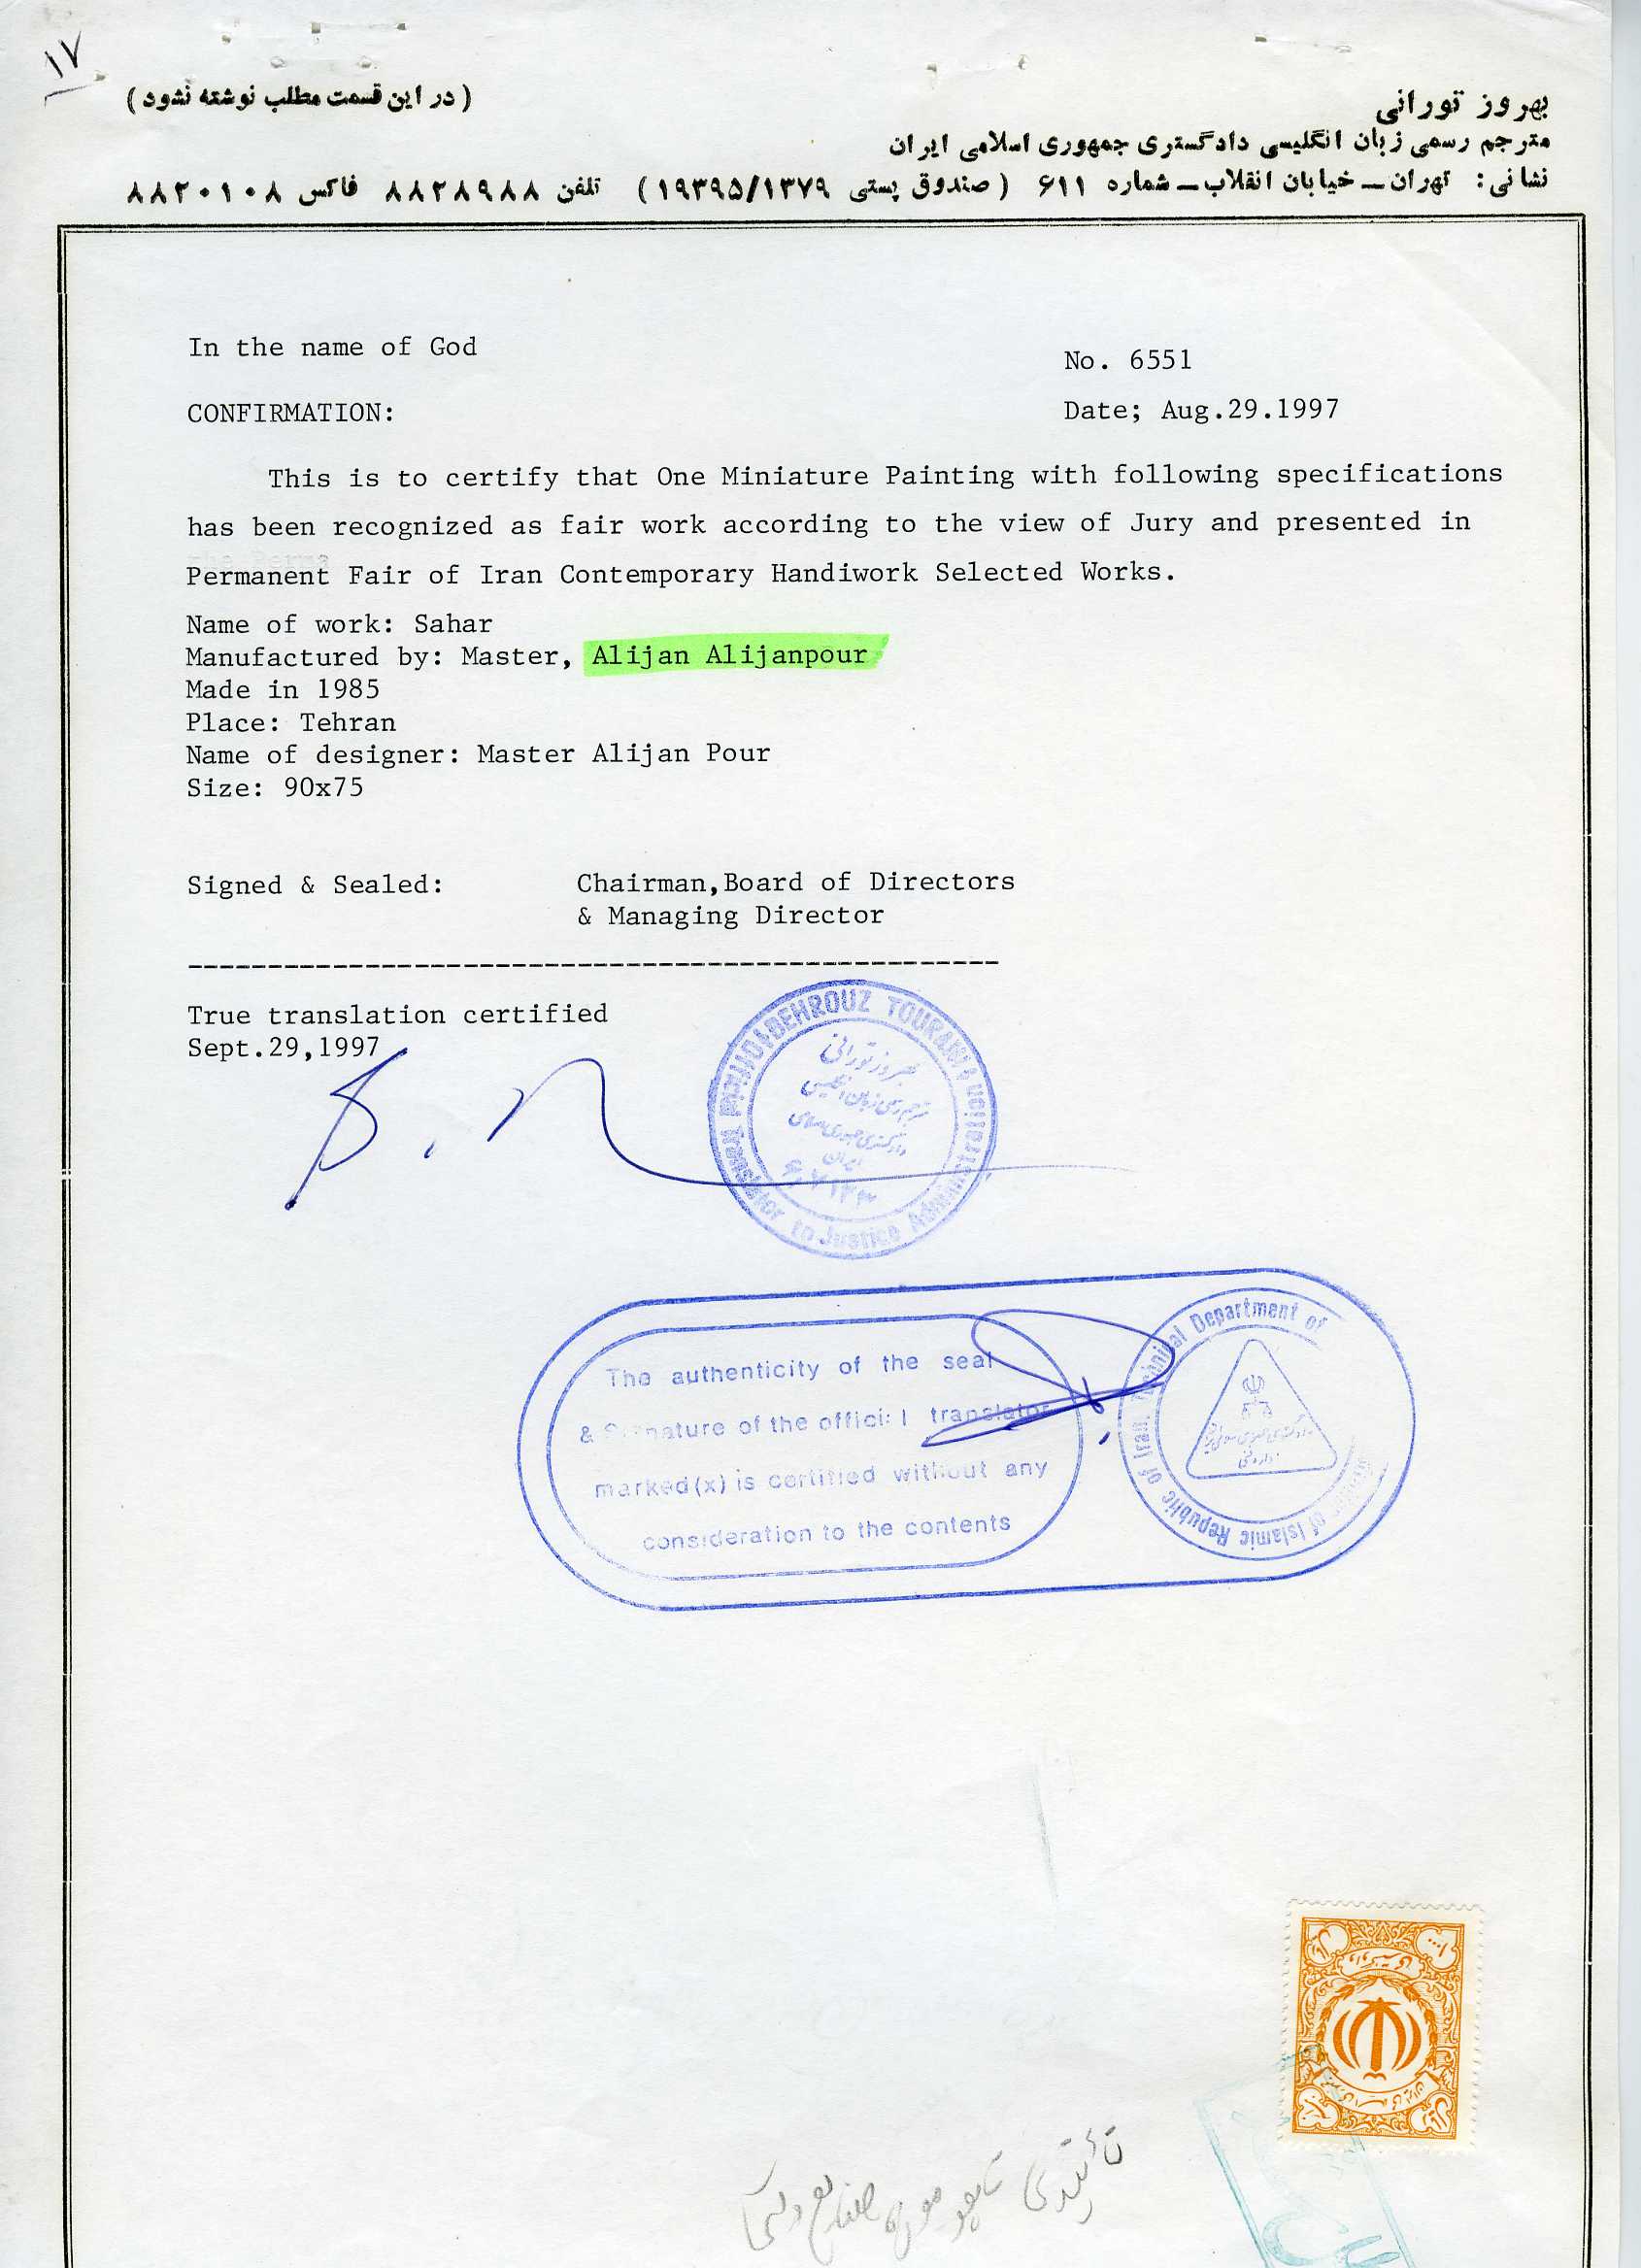 ۱۷
بهروز تورانی
(در این قسمت مطلب نوشته نشود)
مترجم رسمی زبان انگلیسی دادگستری جمهوری اسلامی ایران
نشانی: تهران ـ خیابان انقلاب ـ شماره ۶۱۱ (صندوق پستی ۱۹۳۹۵/۱۳۷۹) تلفن ۸۸۲۸۹۸۸ فاکس ۸۸۲۰۱۰۸
In the name of God
No. 6551
CONFIRMATION:
Date; Aug.29.1997
This is to certify that One Miniature Painting with following specifications
has been recognized as fair work according to the view of Jury and presented in
Permanent Fair of Iran Contemporary Handiwork Selected Works.
Name of work: Sahar
Manufactured by: Master, Alijan Alijanpour
Made in 1985
Place: Tehran
Name of designer: Master Alijan Pour
Size: 90x75
Signed & Sealed: Chairman,Board of Directors
& Managing Director
True translation certified
Sept.29,1997
BEHROUZ TOURANI Official Translator to Justice Administration
بهروز تورانی
مترجم رسمی زبان انگلیسی
دادگستری جمهوری اسلامی
ایران
The authenticity of the seal
& Signature of the official translator
marked(x) is certified without any
consideration to the contents
Technical Department of
of Islamic Republic of Iran.